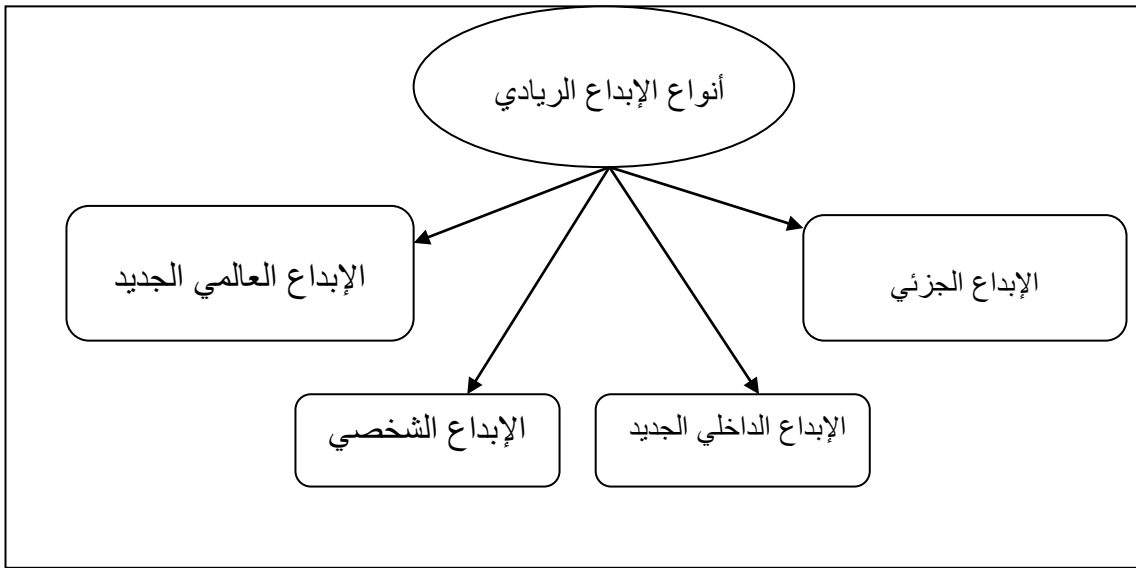 أنواع الإبداع الريادي
الإبداع الجزئي
الإبداع العالمي الجديد
الإبداع الداخلي الجديد
الإبداع الشخصي